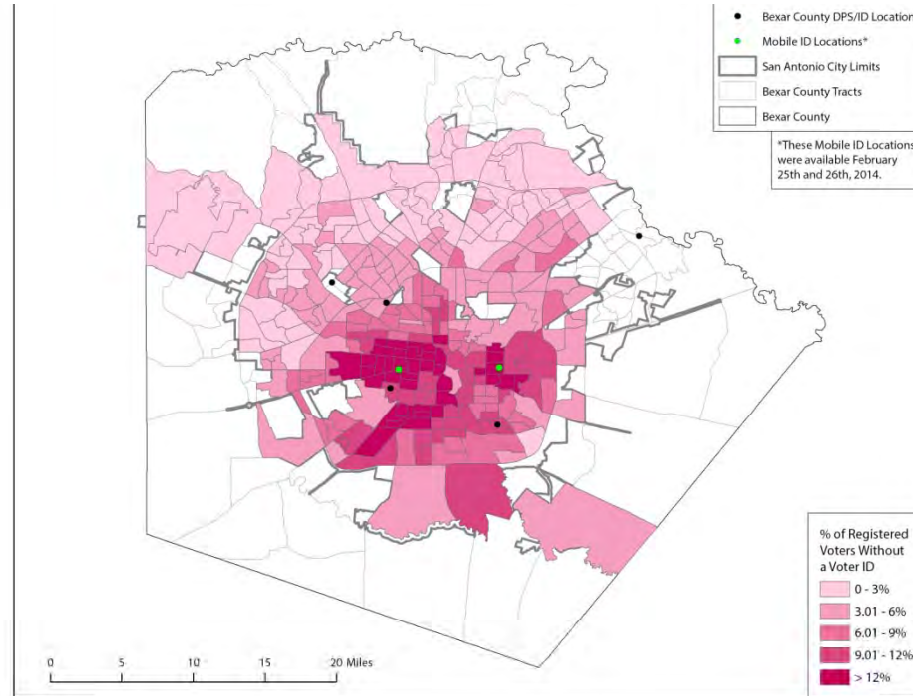 Bexar County DPS/ID Location
Mobile ID Locations*
San Antonio City Limits
Bexar County Tracts
Bexar County
*These Mobile ID Locations
were available February
25th and 26th, 2014.
% of Registered
Voters Without
a Voter ID
0 - 3%
3.01 - 6%
6.01 - 9%
9.01 - 12%
> 12%
0 5 10 15 20 Miles